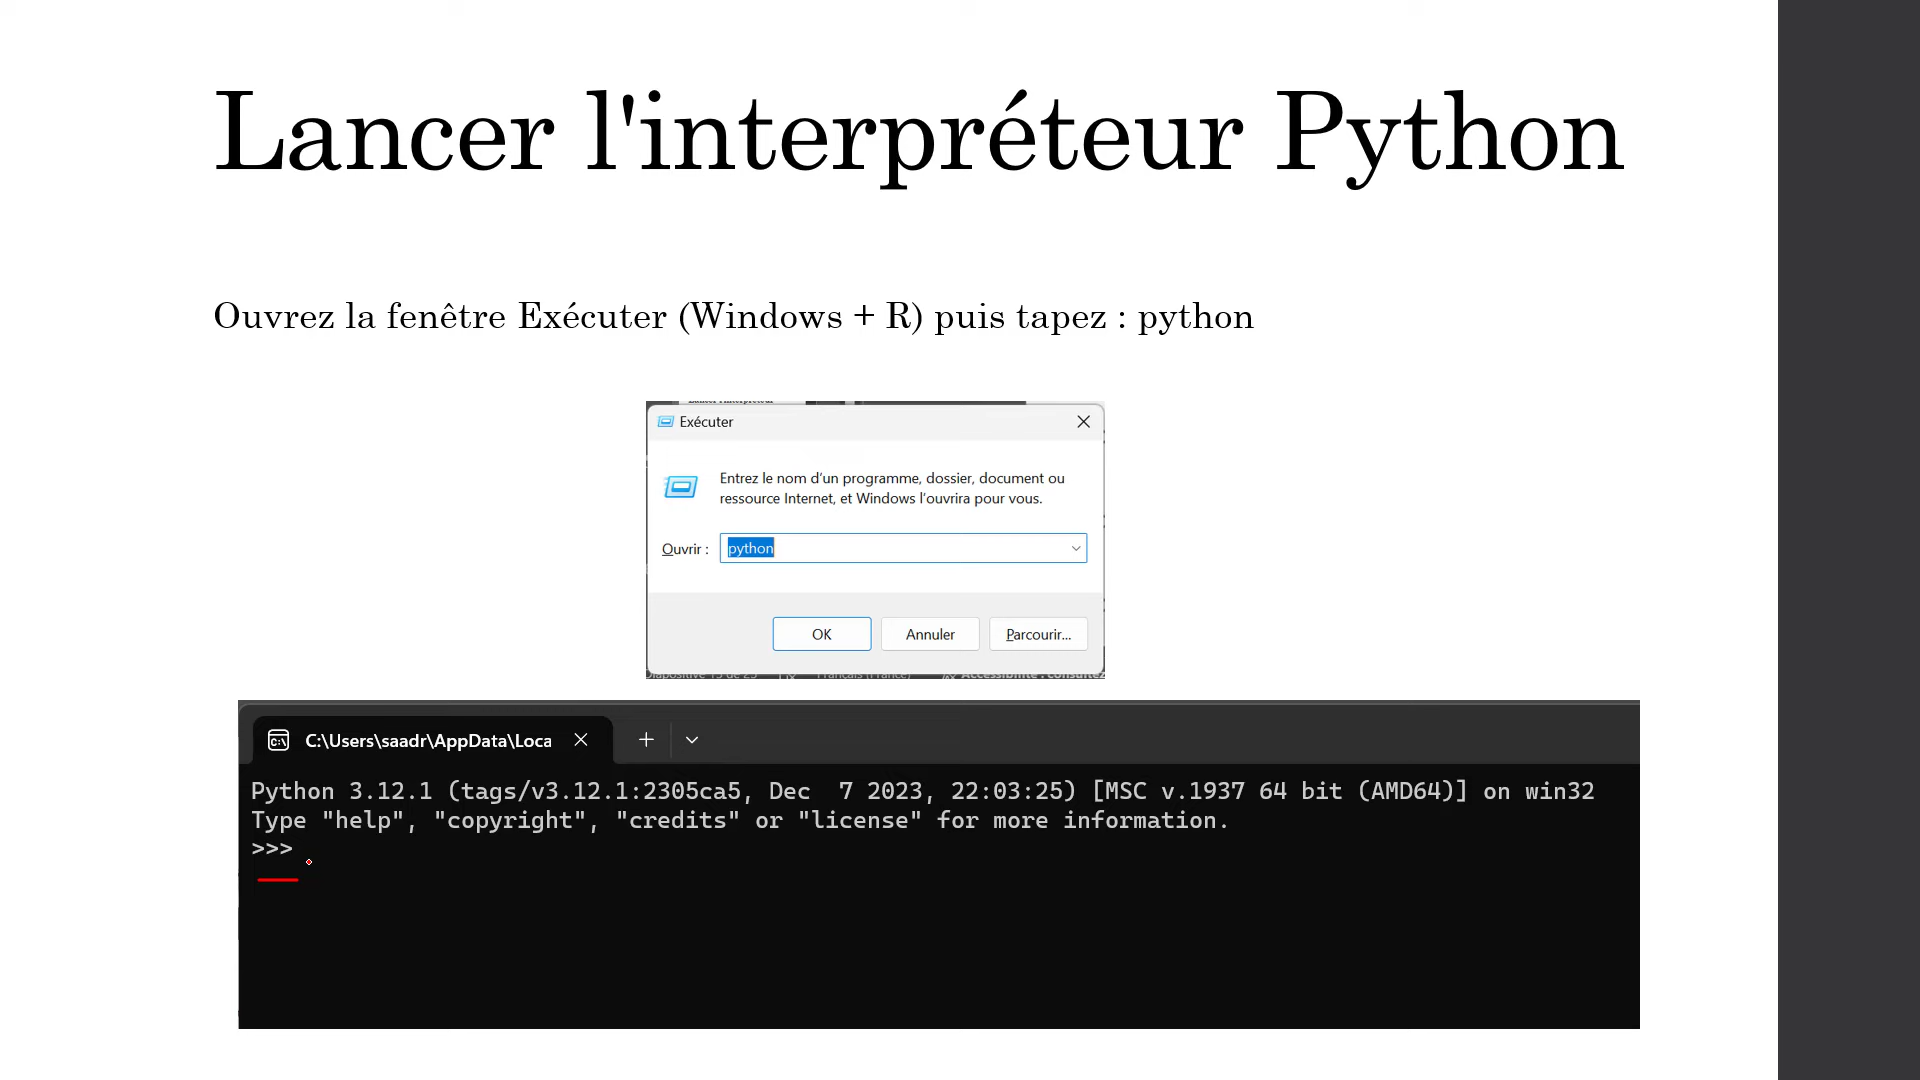 Lancer l'interpréteur Python
Ouvrez la fenêtre Exécuter (Windows + R) puis tapez : python
Exécuter
Entrez le nom d'un programme, dossier, document ou
ressource Internet, et Windows l'ouvrira pour vous.
Ouvrir :
python
OK
Annuler
Parcourir...
C:\Users\saadr\AppData\Loca
Python 3.12.1 (tags/v3.12.1:2305ca5, Dec  7 2023, 22:03:25) [MSC v.1937 64 bit (AMD64)] on win32
Type "help", "copyright", "credits" or "license" for more information.
>>>